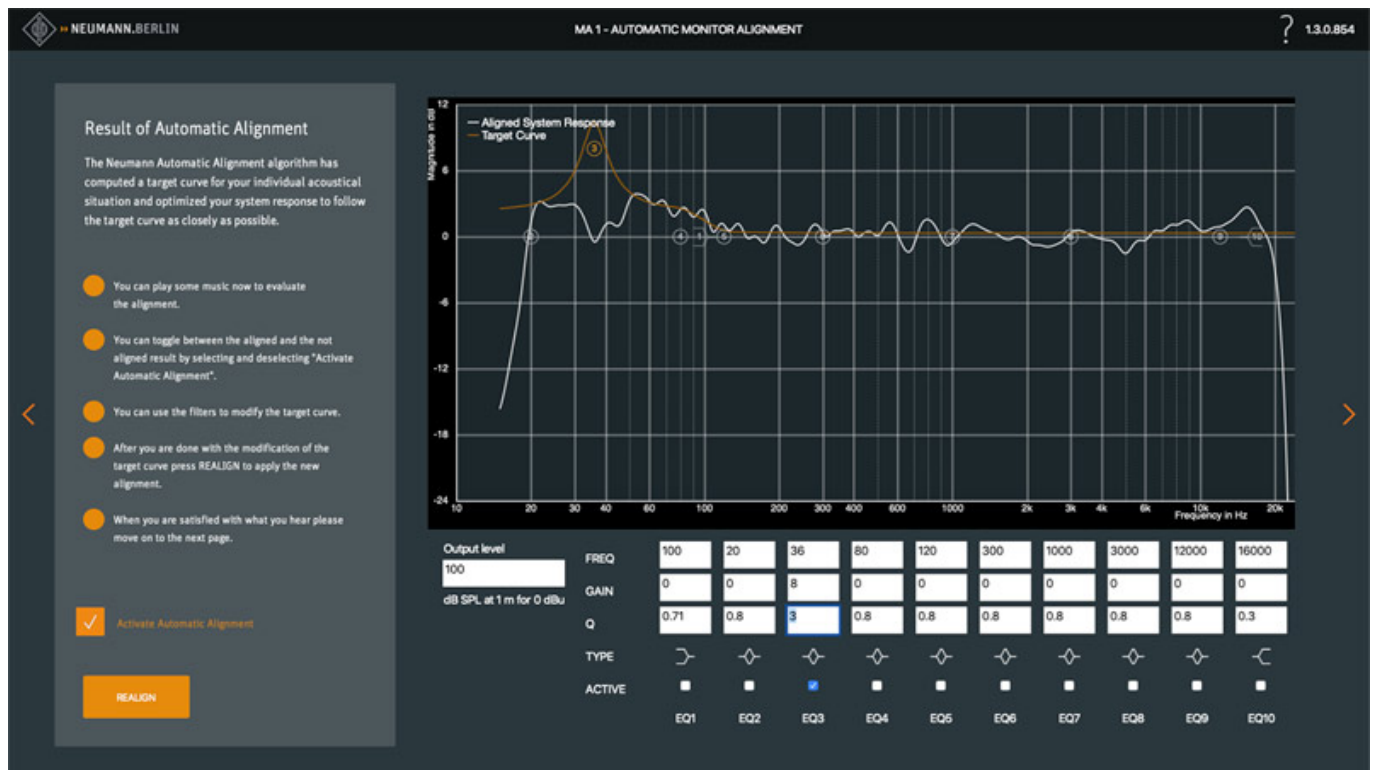 NEUMANN.BERLIN
MA 1 - AUTOMATIC MONITOR ALIGNMENT
? 1.3.0.854
Result of Automatic Alignment
The Neumann Automatic Alignment algorithm has
computed a target curve for your individual acoustical
situation and optimized your system response to follow
the target curve as closely as possible.
You can play some music now to evaluate
the alignment.
You can toggle between the aligned and the not
aligned result by selecting and deselecting "Activate
Automatic Alignment".
You can use the filters to modify the target curve.
After you are done with the modification of the
target curve press REALIGN to apply the new
alignment.
When you are satisfied with what you hear please
move on to the next page.
Activate Automatic Alignment
REALIGN
Magnitude in dB
12
6
0
-6
-12
-18
-24
Aligned System Response
Target Curve
3
4
1
5
7
10
10 20 30 40 60 100 200 300 400 600 1000 2k 3k 4k 6k 10k 20k
Frequency in Hz
Output level
100
dB SPL at 1 m for 0 dBu
FREQ 100 20 36 80 120 300 1000 3000 12000 16000
GAIN 0 0 8 0 0 0 0 0 0 0
Q 0.71 0.8 3 0.8 0.8 0.8 0.8 0.8 0.8 0.3
TYPE
ACTIVE
EQ1 EQ2 EQ3 EQ4 EQ5 EQ6 EQ7 EQ8 EQ9 EQ10